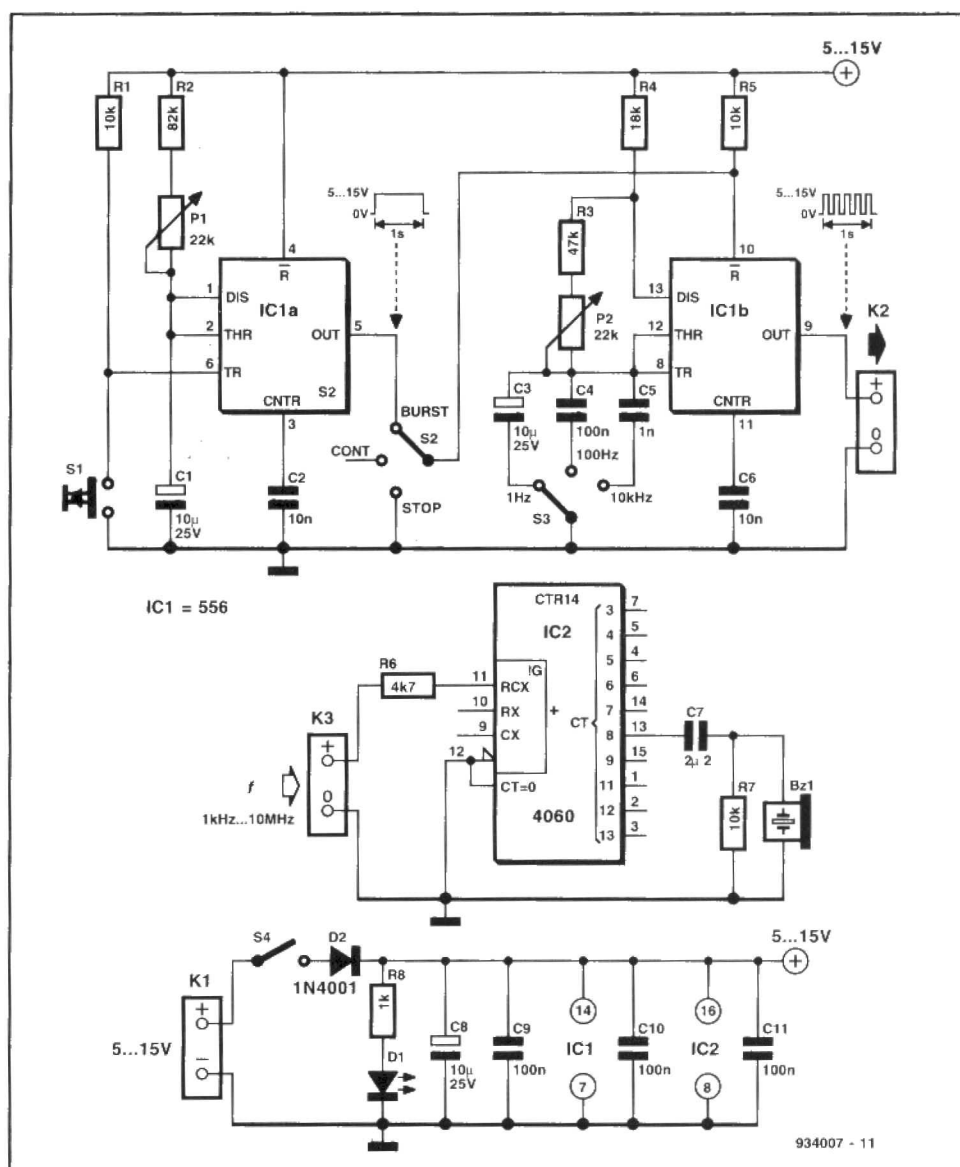 5...15V
R1
10k
R2
82k
R4
18k
R5
10k
P1
22k
5...15V
0V
1s
R3
47k
P2
22k
5...15V
0V
1s
4
R
IC1a
1
DIS
2
THR
OUT
5
6
TR
S2
CNTR
3
10
R
IC1b
13
DIS
12
THR
OUT
9
8
TR
CNTR
11
K2
+
0
BURST
S2
CONT
STOP
S1
C1
10µ
25V
C2
10n
C3
10µ
25V
C4
100n
C5
1n
100Hz
1Hz
10kHz
S3
C6
10n
IC1 = 556
CTR14
IC2
!G
+
R6
4k7
11
RCX
10
RX
9
CX
12
CT=0
4060
CT
3
7
4
5
5
4
6
6
7
14
8
13
9
15
11
1
12
2
13
3
C7
2µ 2
R7
10k
Bz1
K3
+
0
f
1kHz...10MHz
5...15V
K1
+
–
5...15V
S4
D2
1N4001
R8
1k
D1
C8
10µ
25V
C9
100n
14
IC1
7
C10
100n
16
IC2
8
C11
100n
+
934007 - 11